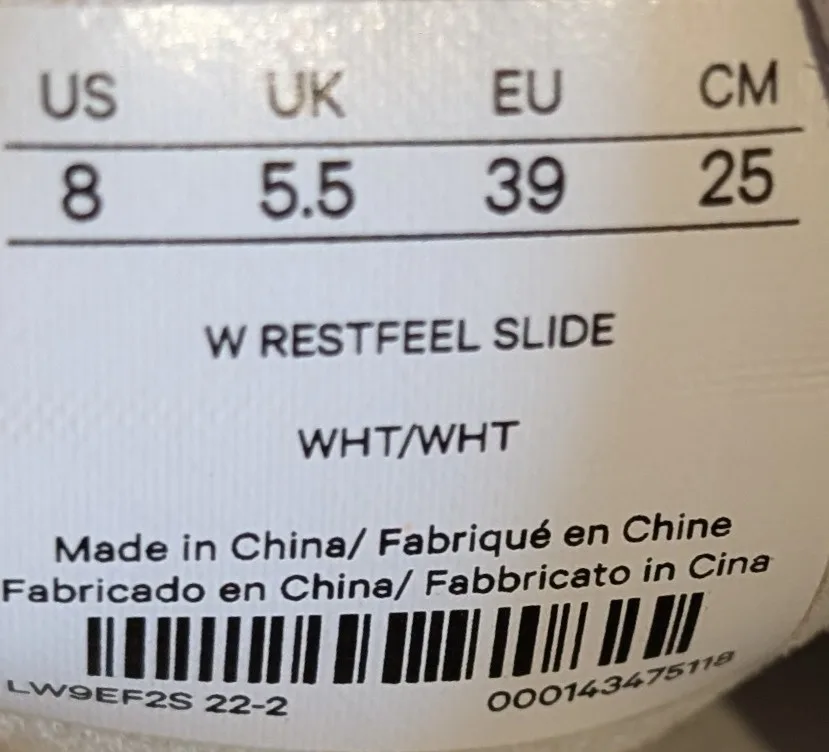 US UK EU CM
8 5.5 39 25
W RESTFEEL SLIDE
WHT/WHT
Made in China/ Fabriqué en Chine
Fabricado en China/ Fabbricato in Cina
LW9EF2S 22-2 000143475118